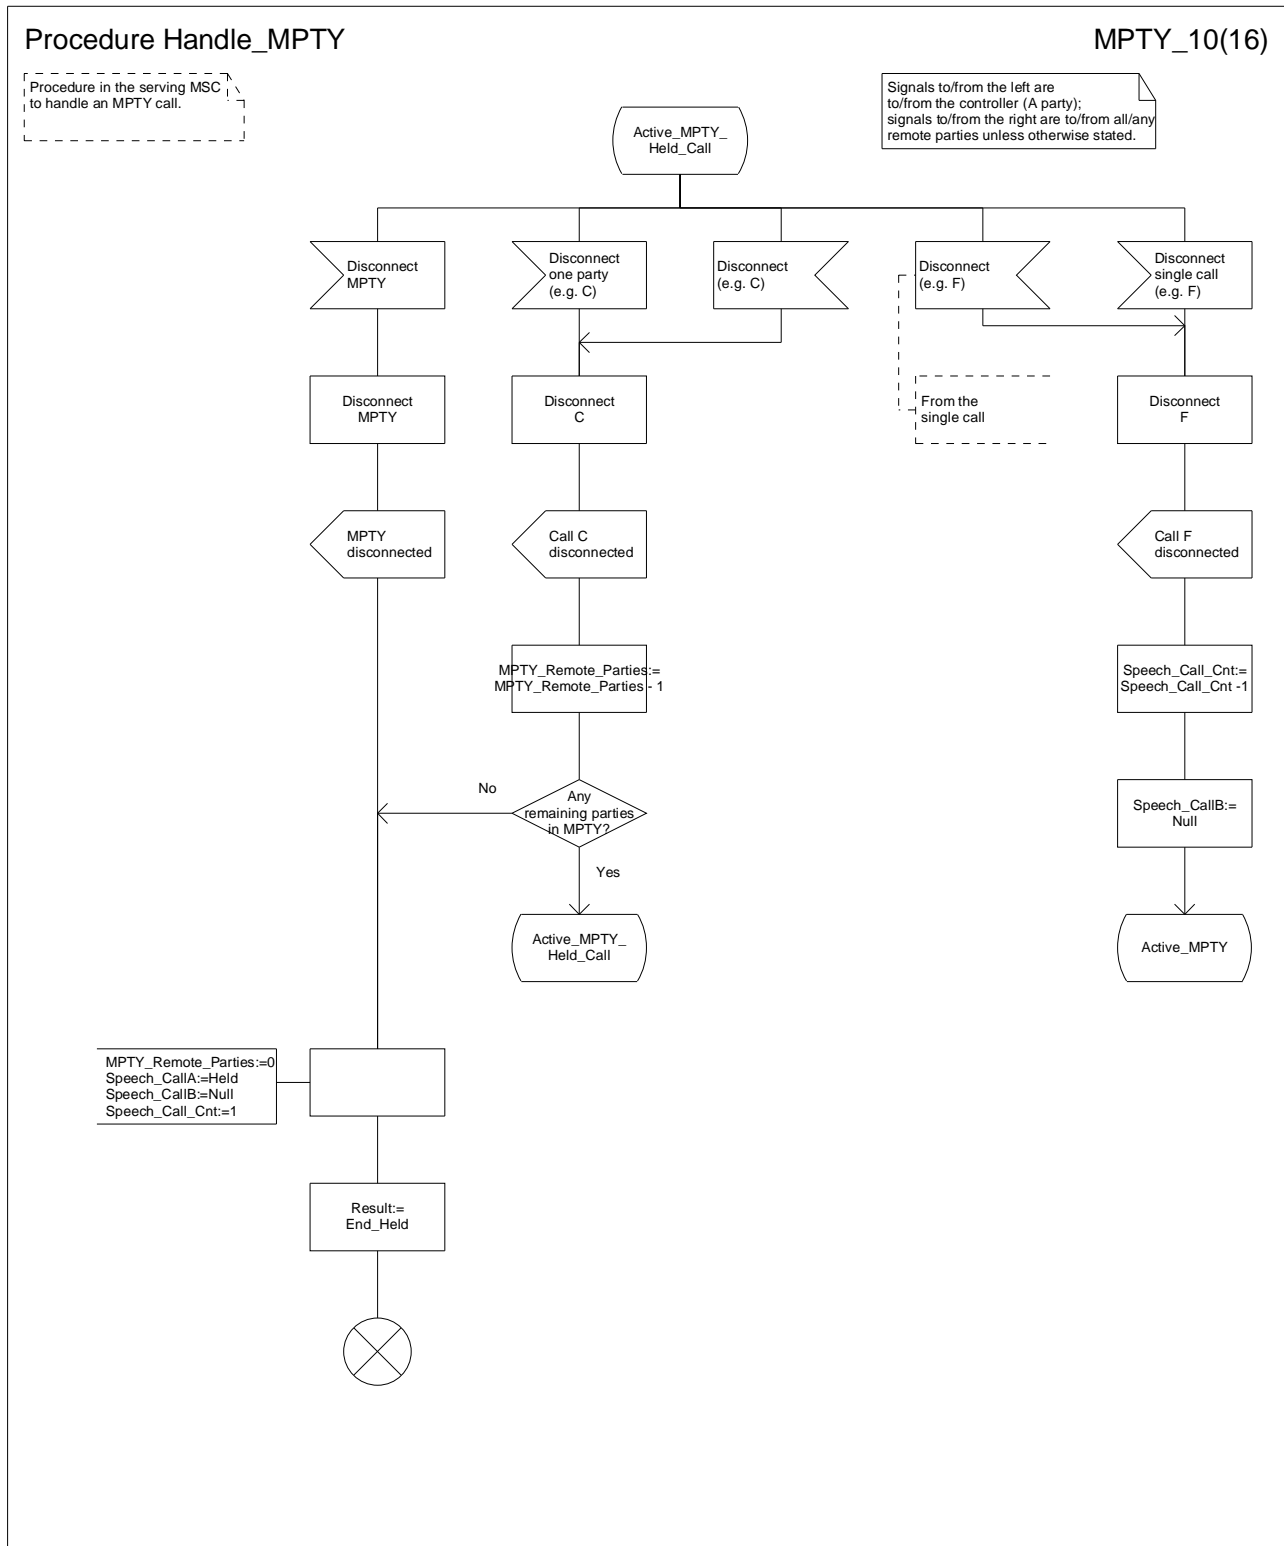 Procedure Handle_MPTY
MPTY_10(16)
Procedure in the serving MSC
to handle an MPTY call.
Signals to/from the left are
to/from the controller (A party);
signals to/from the right are to/from all/any
remote parties unless otherwise stated.
Active_MPTY_
Held_Call
Disconnect
MPTY
Disconnect
one party
(e.g. C)
Disconnect
(e.g. C)
Disconnect
(e.g. F)
Disconnect
single call
(e.g. F)
Disconnect
MPTY
Disconnect
C
From the
single call
Disconnect
F
MPTY
disconnected
Call C
disconnected
Call F
disconnected
MPTY_Remote_Parties:=
MPTY_Remote_Parties - 1
Speech_Call_Cnt:=
Speech_Call_Cnt -1
No
Any
remaining parties
in MPTY?
Speech_CallB:=
Null
Yes
Active_MPTY_
Held_Call
Active_MPTY
MPTY_Remote_Parties:=0
Speech_CallA:=Held
Speech_CallB:=Null
Speech_Call_Cnt:=1
Result:=
End_Held